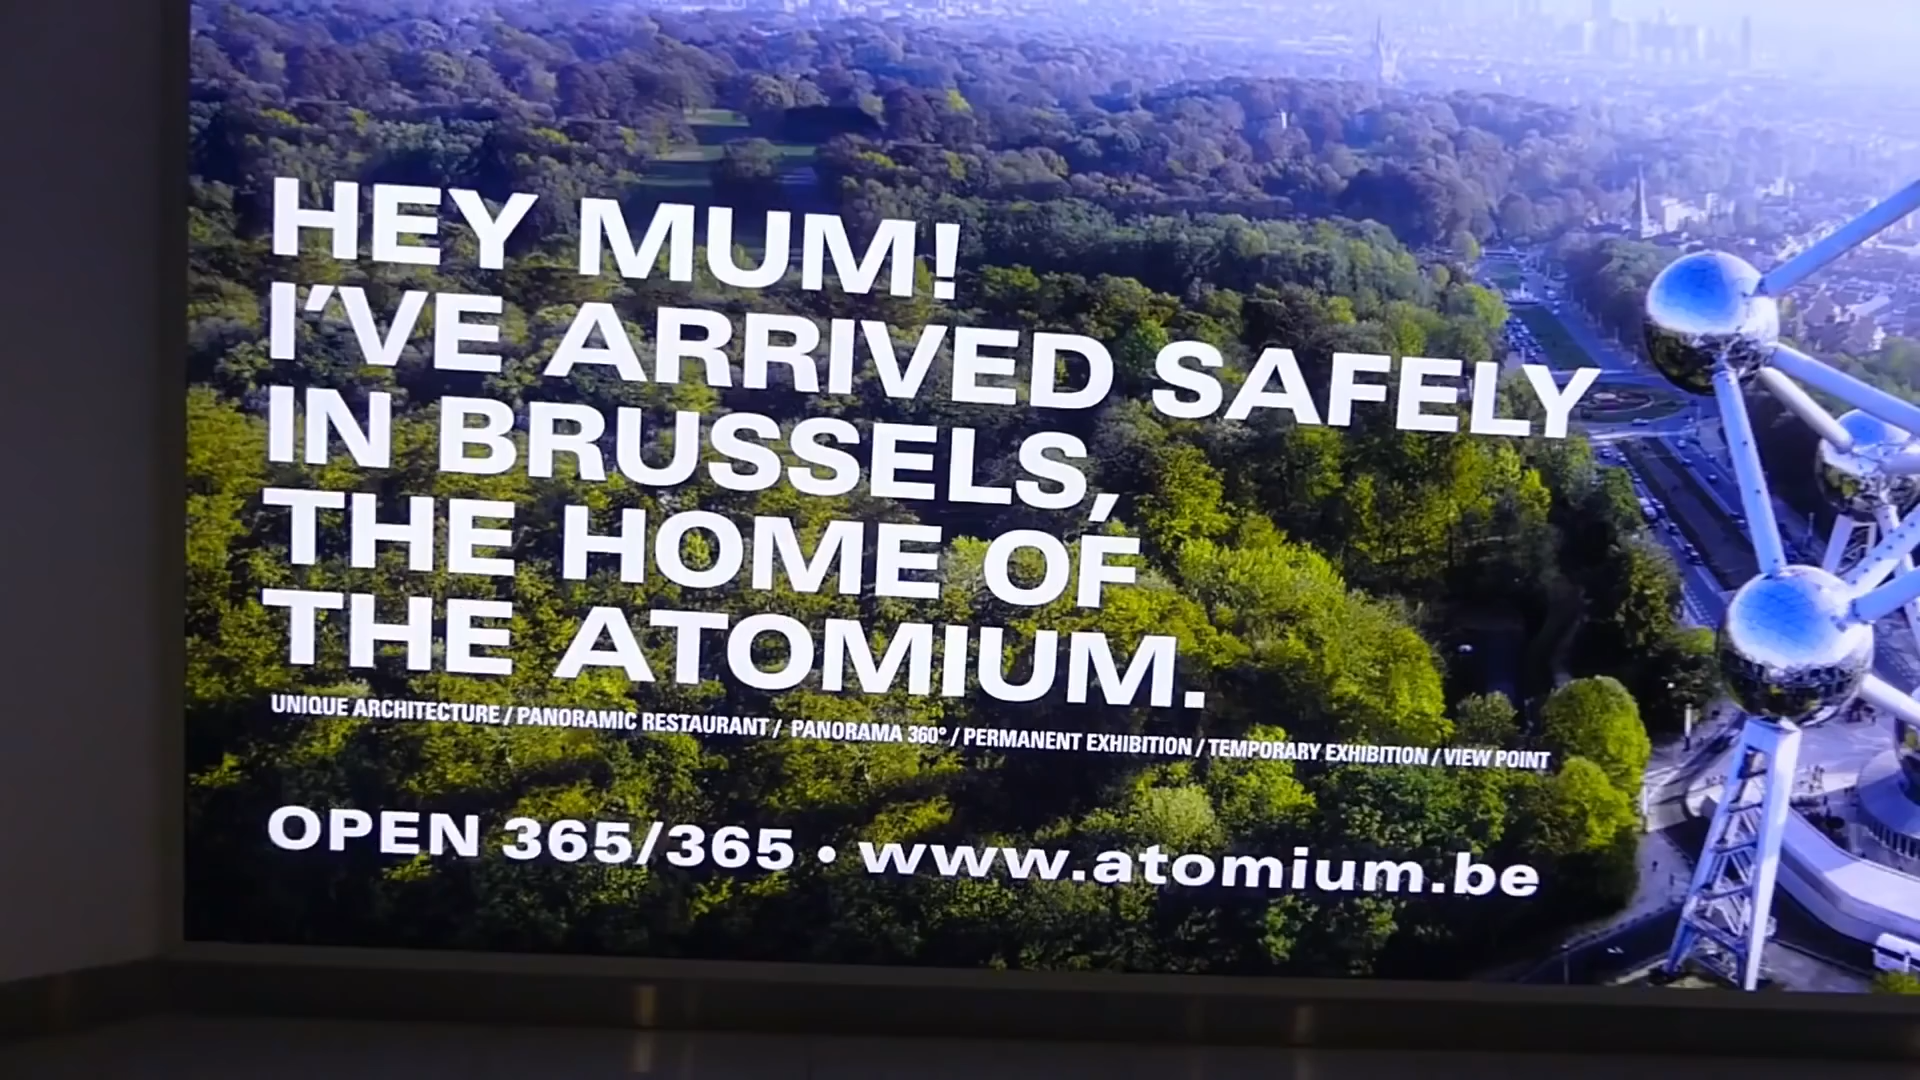 HEY MUM!
I'VE ARRIVED SAFELY
IN BRUSSELS,
THE HOME OF
THE ATOMIUM.
UNIQUE ARCHITECTURE / PANORAMIC RESTAURANT / PANORAMA 360° / PERMANENT EXHIBITION / TEMPORARY EXHIBITION / VIEW POINT
OPEN 365/365 • www.atomium.be